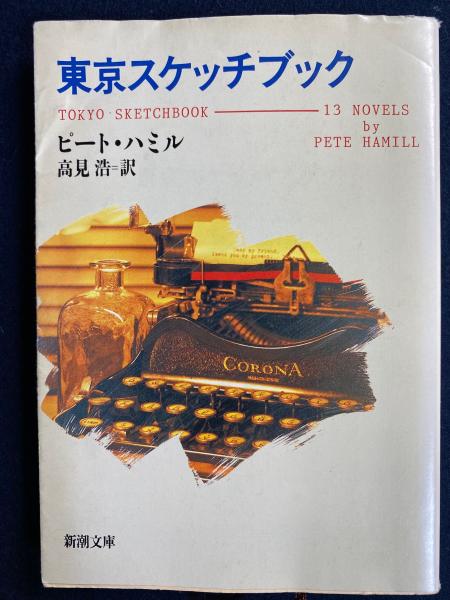 東京スケッチブック
TOKYO SKETCHBOOK 13 NOVELS
by
PETE HAMILL
ピート・ハミル
高見 浩=訳
CORONA
新潮文庫